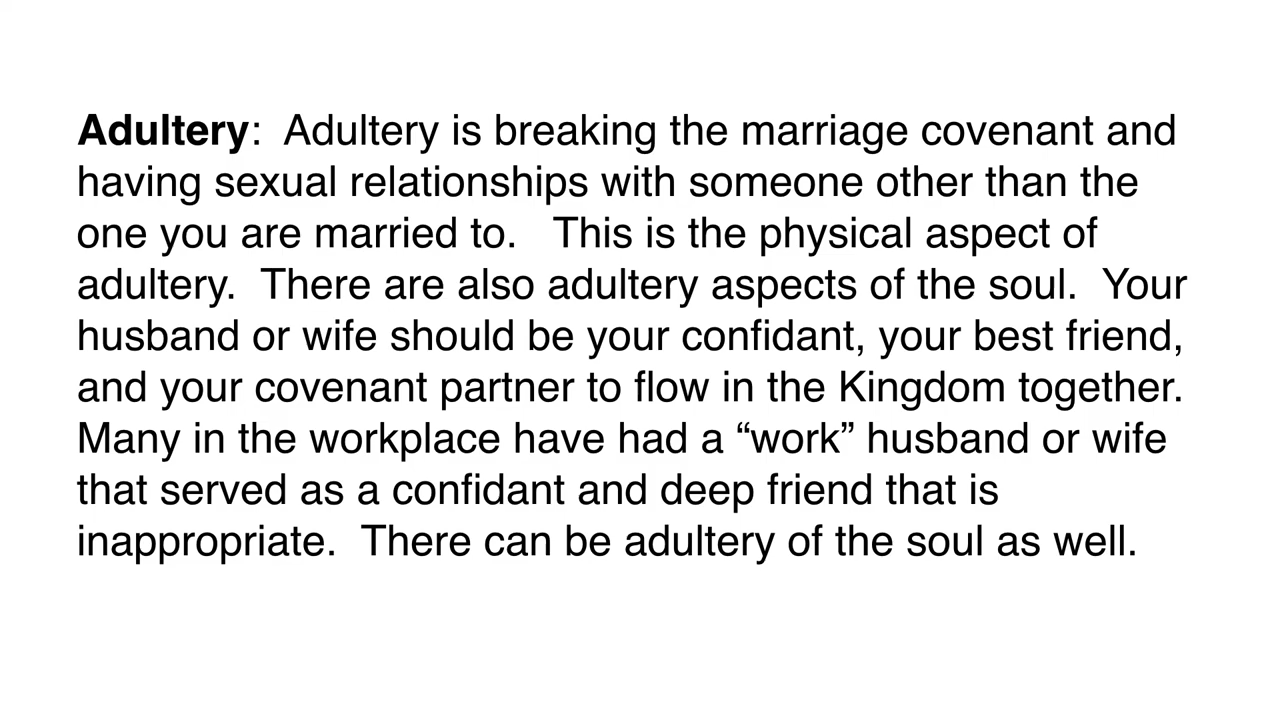 Adultery:  Adultery is breaking the marriage covenant and
having sexual relationships with someone other than the
one you are married to.   This is the physical aspect of
adultery.  There are also adultery aspects of the soul.  Your
husband or wife should be your confidant, your best friend,
and your covenant partner to flow in the Kingdom together.
Many in the workplace have had a “work” husband or wife
that served as a confidant and deep friend that is
inappropriate.  There can be adultery of the soul as well.